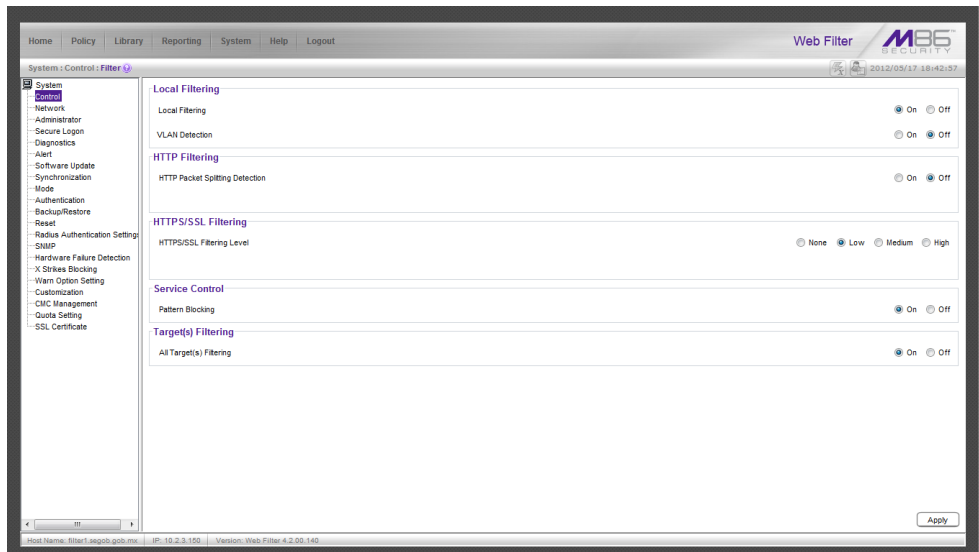 Home Policy Library Reporting System Help Logout
Web Filter
M86 SECURITY
System : Control : Filter
2012/05/17 18:42:57
System
Control
Network
Administrator
Secure Logon
Diagnostics
Alert
Software Update
Synchronization
Mode
Authentication
Backup/Restore
Reset
Radius Authentication Settings
SNMP
Hardware Failure Detection
X Strikes Blocking
Warn Option Setting
Customization
CMC Management
Quota Setting
SSL Certificate
Local Filtering
Local Filtering On Off
VLAN Detection On Off
HTTP Filtering
HTTP Packet Splitting Detection On Off
HTTPS/SSL Filtering
HTTPS/SSL Filtering Level None Low Medium High
Service Control
Pattern Blocking On Off
Target(s) Filtering
All Target(s) Filtering On Off
Apply
Host Name: filter1.segob.gob.mx IP: 10.2.3.150 Version: Web Filter 4.2.00.140